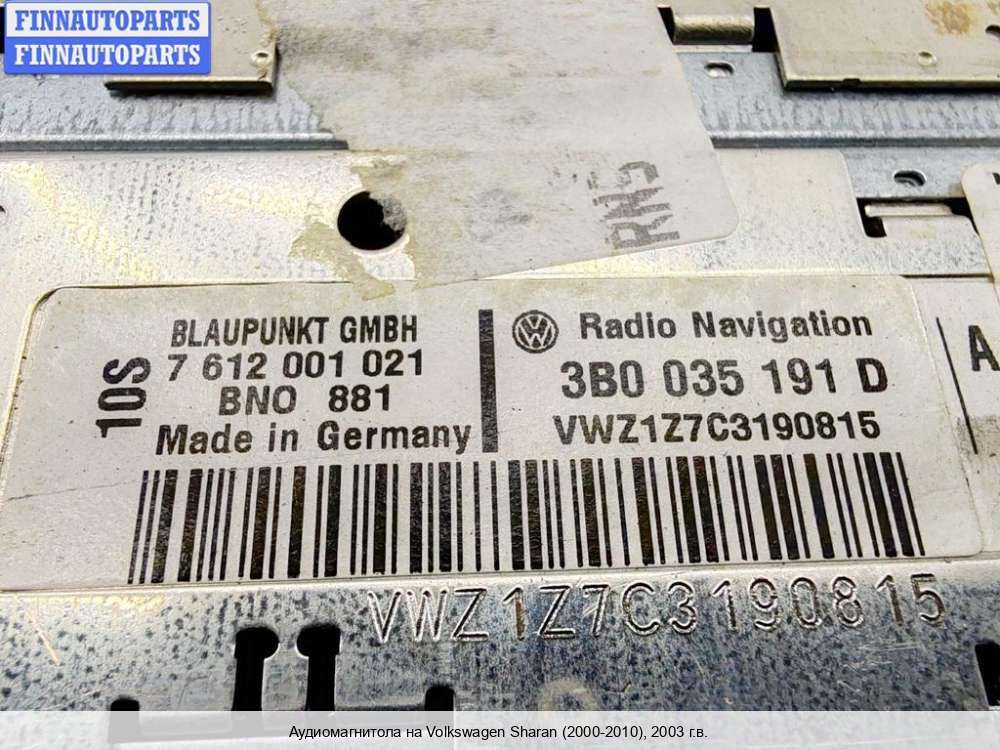 FINNAUTOPARTS
FINNAUTOPARTS
RNS
BLAUPUNKT GMBH
7 612 001 021
BNO 881
Made in Germany
10S
Radio Navigation
3B0 035 191 D
VWZ1Z7C3190815
VWZ1Z7C3190815
A
Аудиомагнитола на Volkswagen Sharan (2000-2010), 2003 г.в.